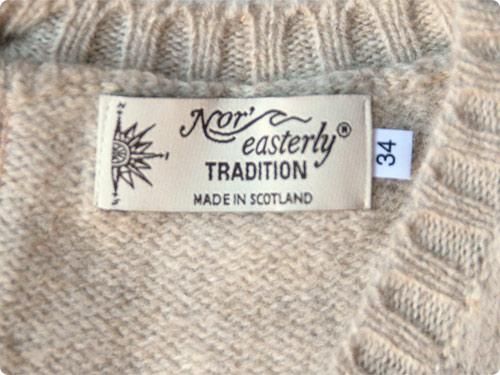 Nor'
easterly®
TRADITION
MADE IN SCOTLAND
34
N